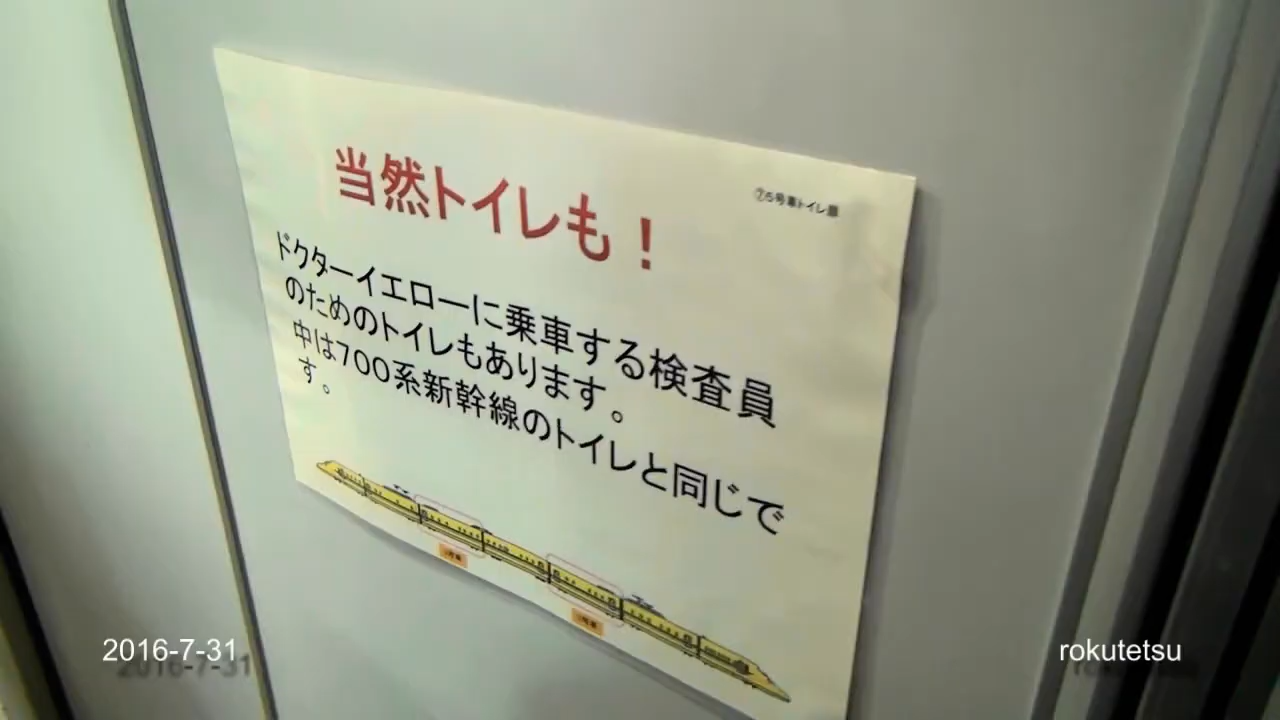 ⑦5号車トイレ扉
当然トイレも！
ドクターイエローに乗車する検査員
のためのトイレもあります。
中は700系新幹線のトイレと同じで
す。
2016-7-31
rokutetsu